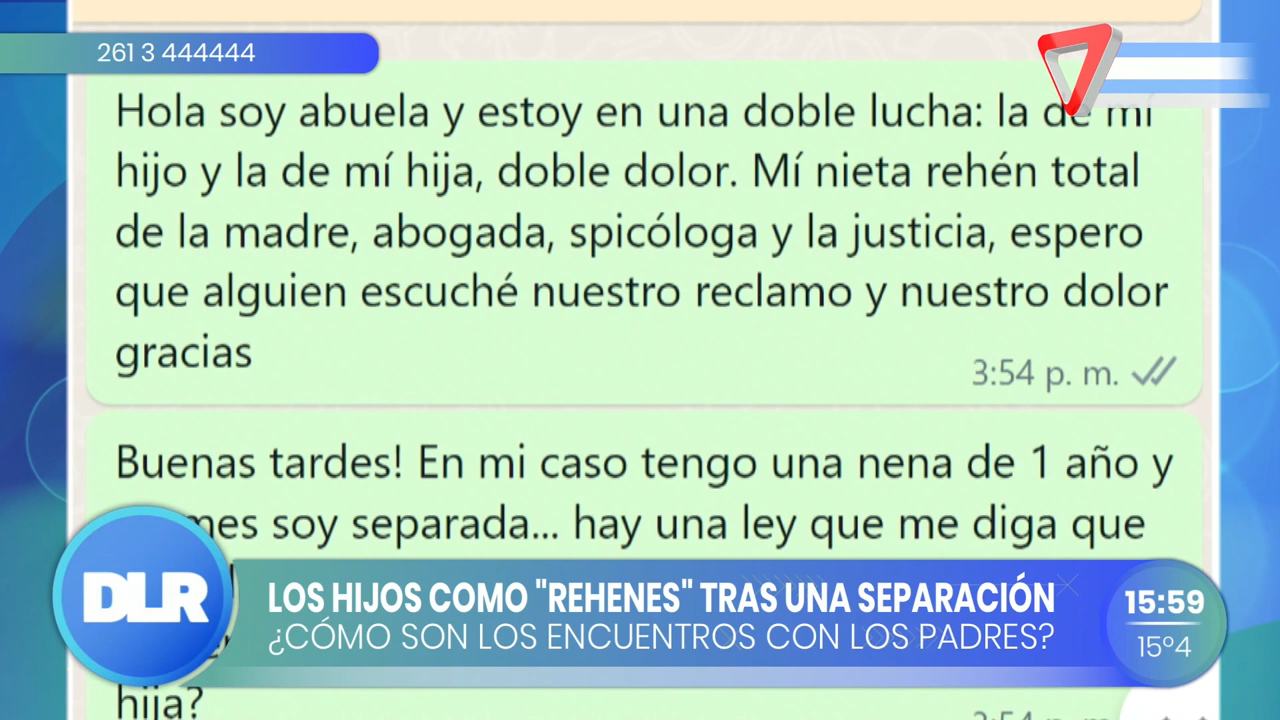 261 3 444444
Hola soy abuela y estoy en una doble lucha: la de mí
hijo y la de mí hija, doble dolor. Mí nieta rehén total
de la madre, abogada, spicóloga y la justicia, espero
que alguien escuché nuestro reclamo y nuestro dolor
gracias
3:54 p. m.
Buenas tardes! En mi caso tengo una nena de 1 año y
soy separada... hay una ley que me diga que
DLR
LOS HIJOS COMO "REHENES" TRAS UNA SEPARACIÓN
¿CÓMO SON LOS ENCUENTROS CON LOS PADRES?
15:59
15º4
hija?